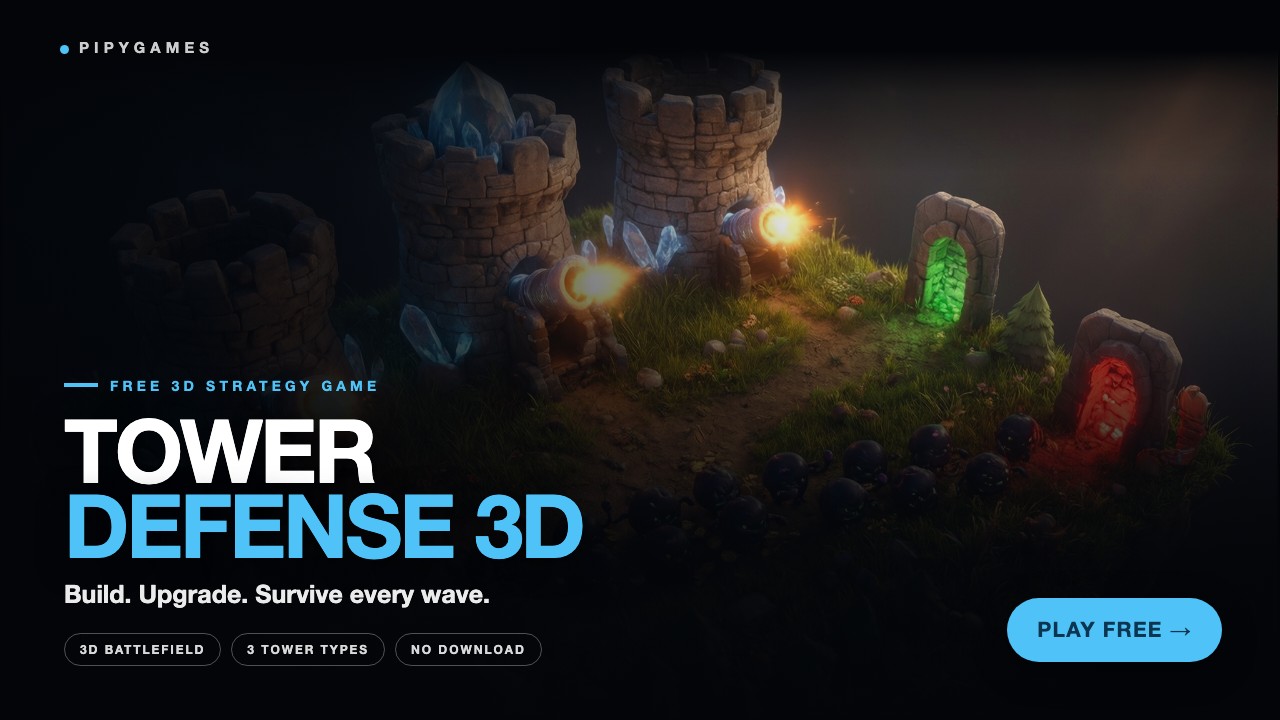 PIPYGAMES
FREE 3D STRATEGY GAME
TOWER
DEFENSE 3D
Build. Upgrade. Survive every wave.
3D BATTLEFIELD
3 TOWER TYPES
NO DOWNLOAD
PLAY FREE →